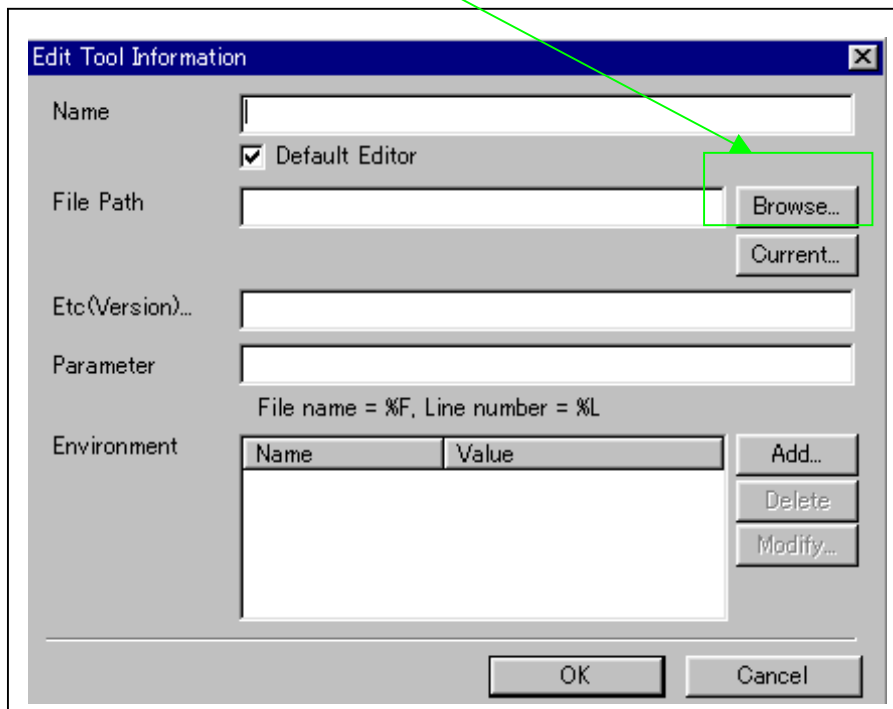 Edit Tool Information
Name
Default Editor
File Path
Browse...
Current...
Etc(Version)...
Parameter
File name = %F, Line number = %L
Environment
Name Value
Add...
Delete
Modify...
OK Cancel